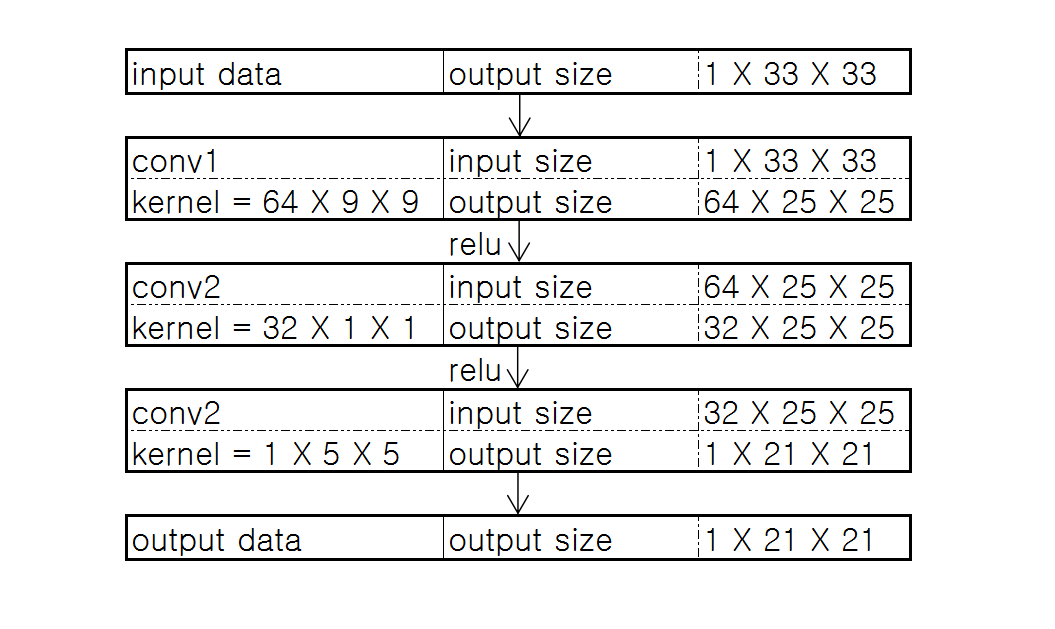 input data output size 1 X 33 X 33
conv1 input size 1 X 33 X 33
kernel = 64 X 9 X 9 output size 64 X 25 X 25
relu
conv2 input size 64 X 25 X 25
kernel = 32 X 1 X 1 output size 32 X 25 X 25
relu
conv2 input size 32 X 25 X 25
kernel = 1 X 5 X 5 output size 1 X 21 X 21
output data output size 1 X 21 X 21